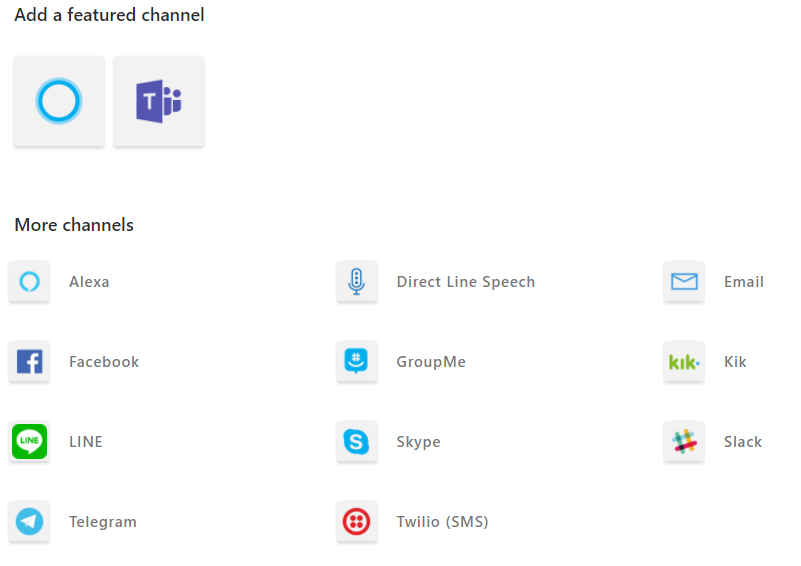 Add a featured channel
T
More channels
Alexa
Direct Line Speech
Email
Facebook
GroupMe
kik.
Kik
LINE
LINE
Skype
Slack
Telegram
Twilio (SMS)